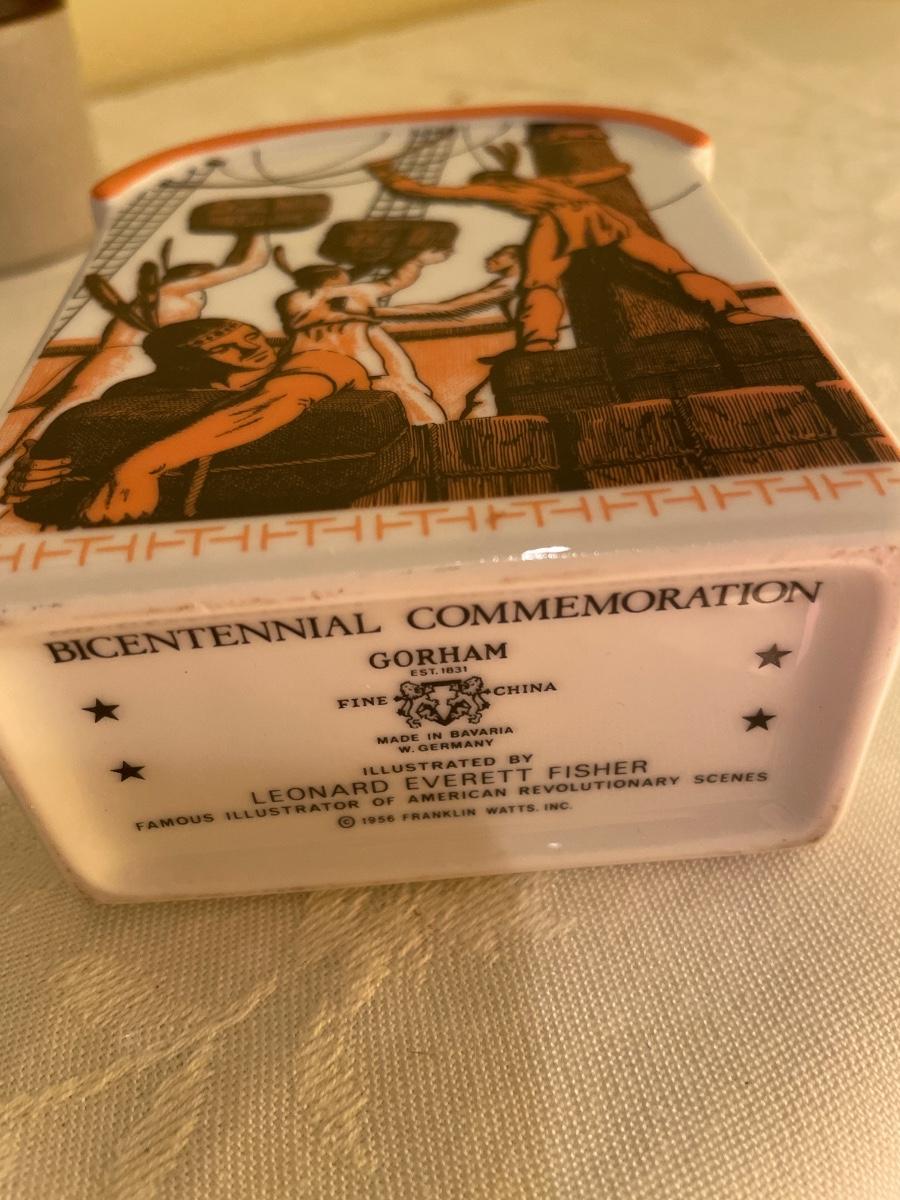 BICENTENNIAL COMMEMORATION
GORHAM
EST. 1831
FINE CHINA
MADE IN BAVARIA
W. GERMANY
ILLUSTRATED BY
LEONARD EVERETT FISHER
FAMOUS ILLUSTRATOR OF AMERICAN REVOLUTIONARY SCENES
© 1956 FRANKLIN WATTS, INC.